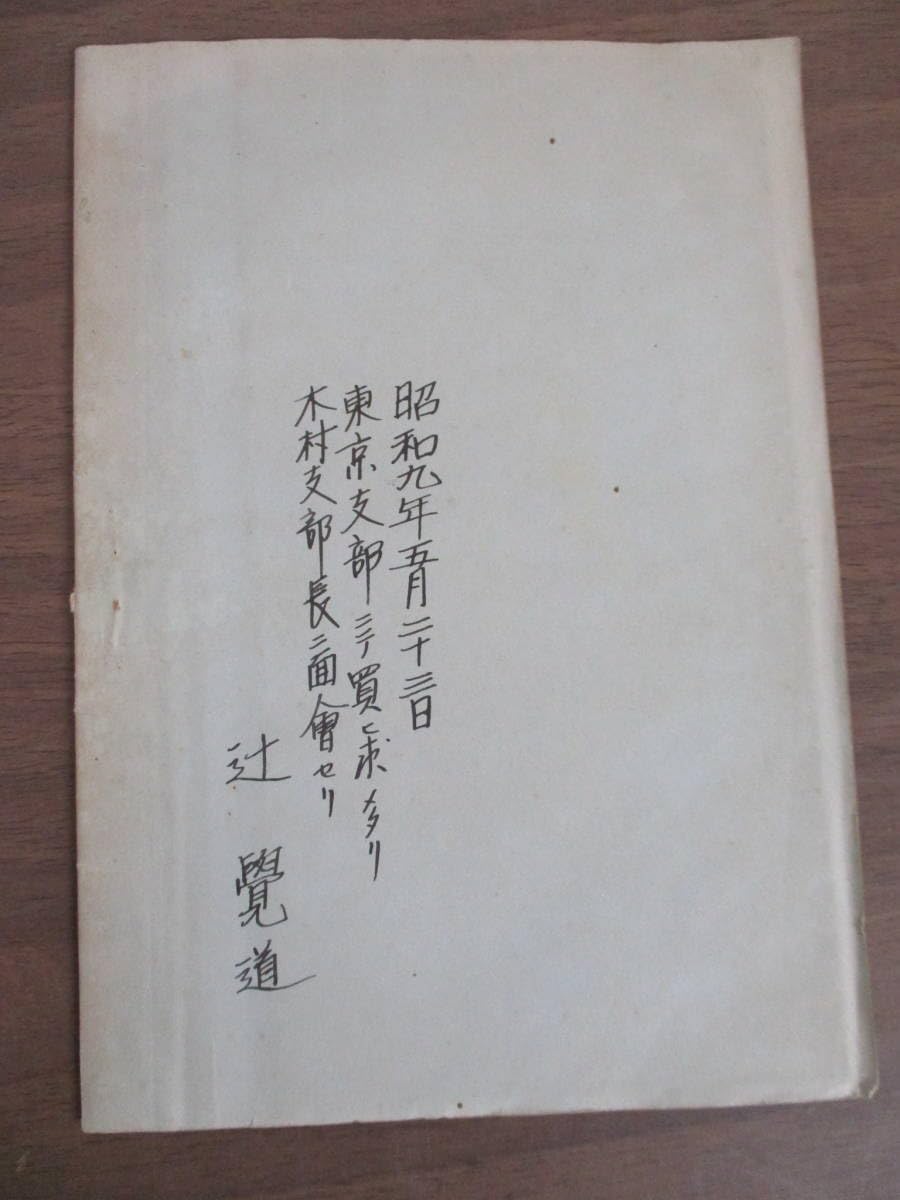 昭和九年五月二十三日
東京支部ニテ買ヒ求メタリ
木村支部長ニ面會セリ
辻 覺道